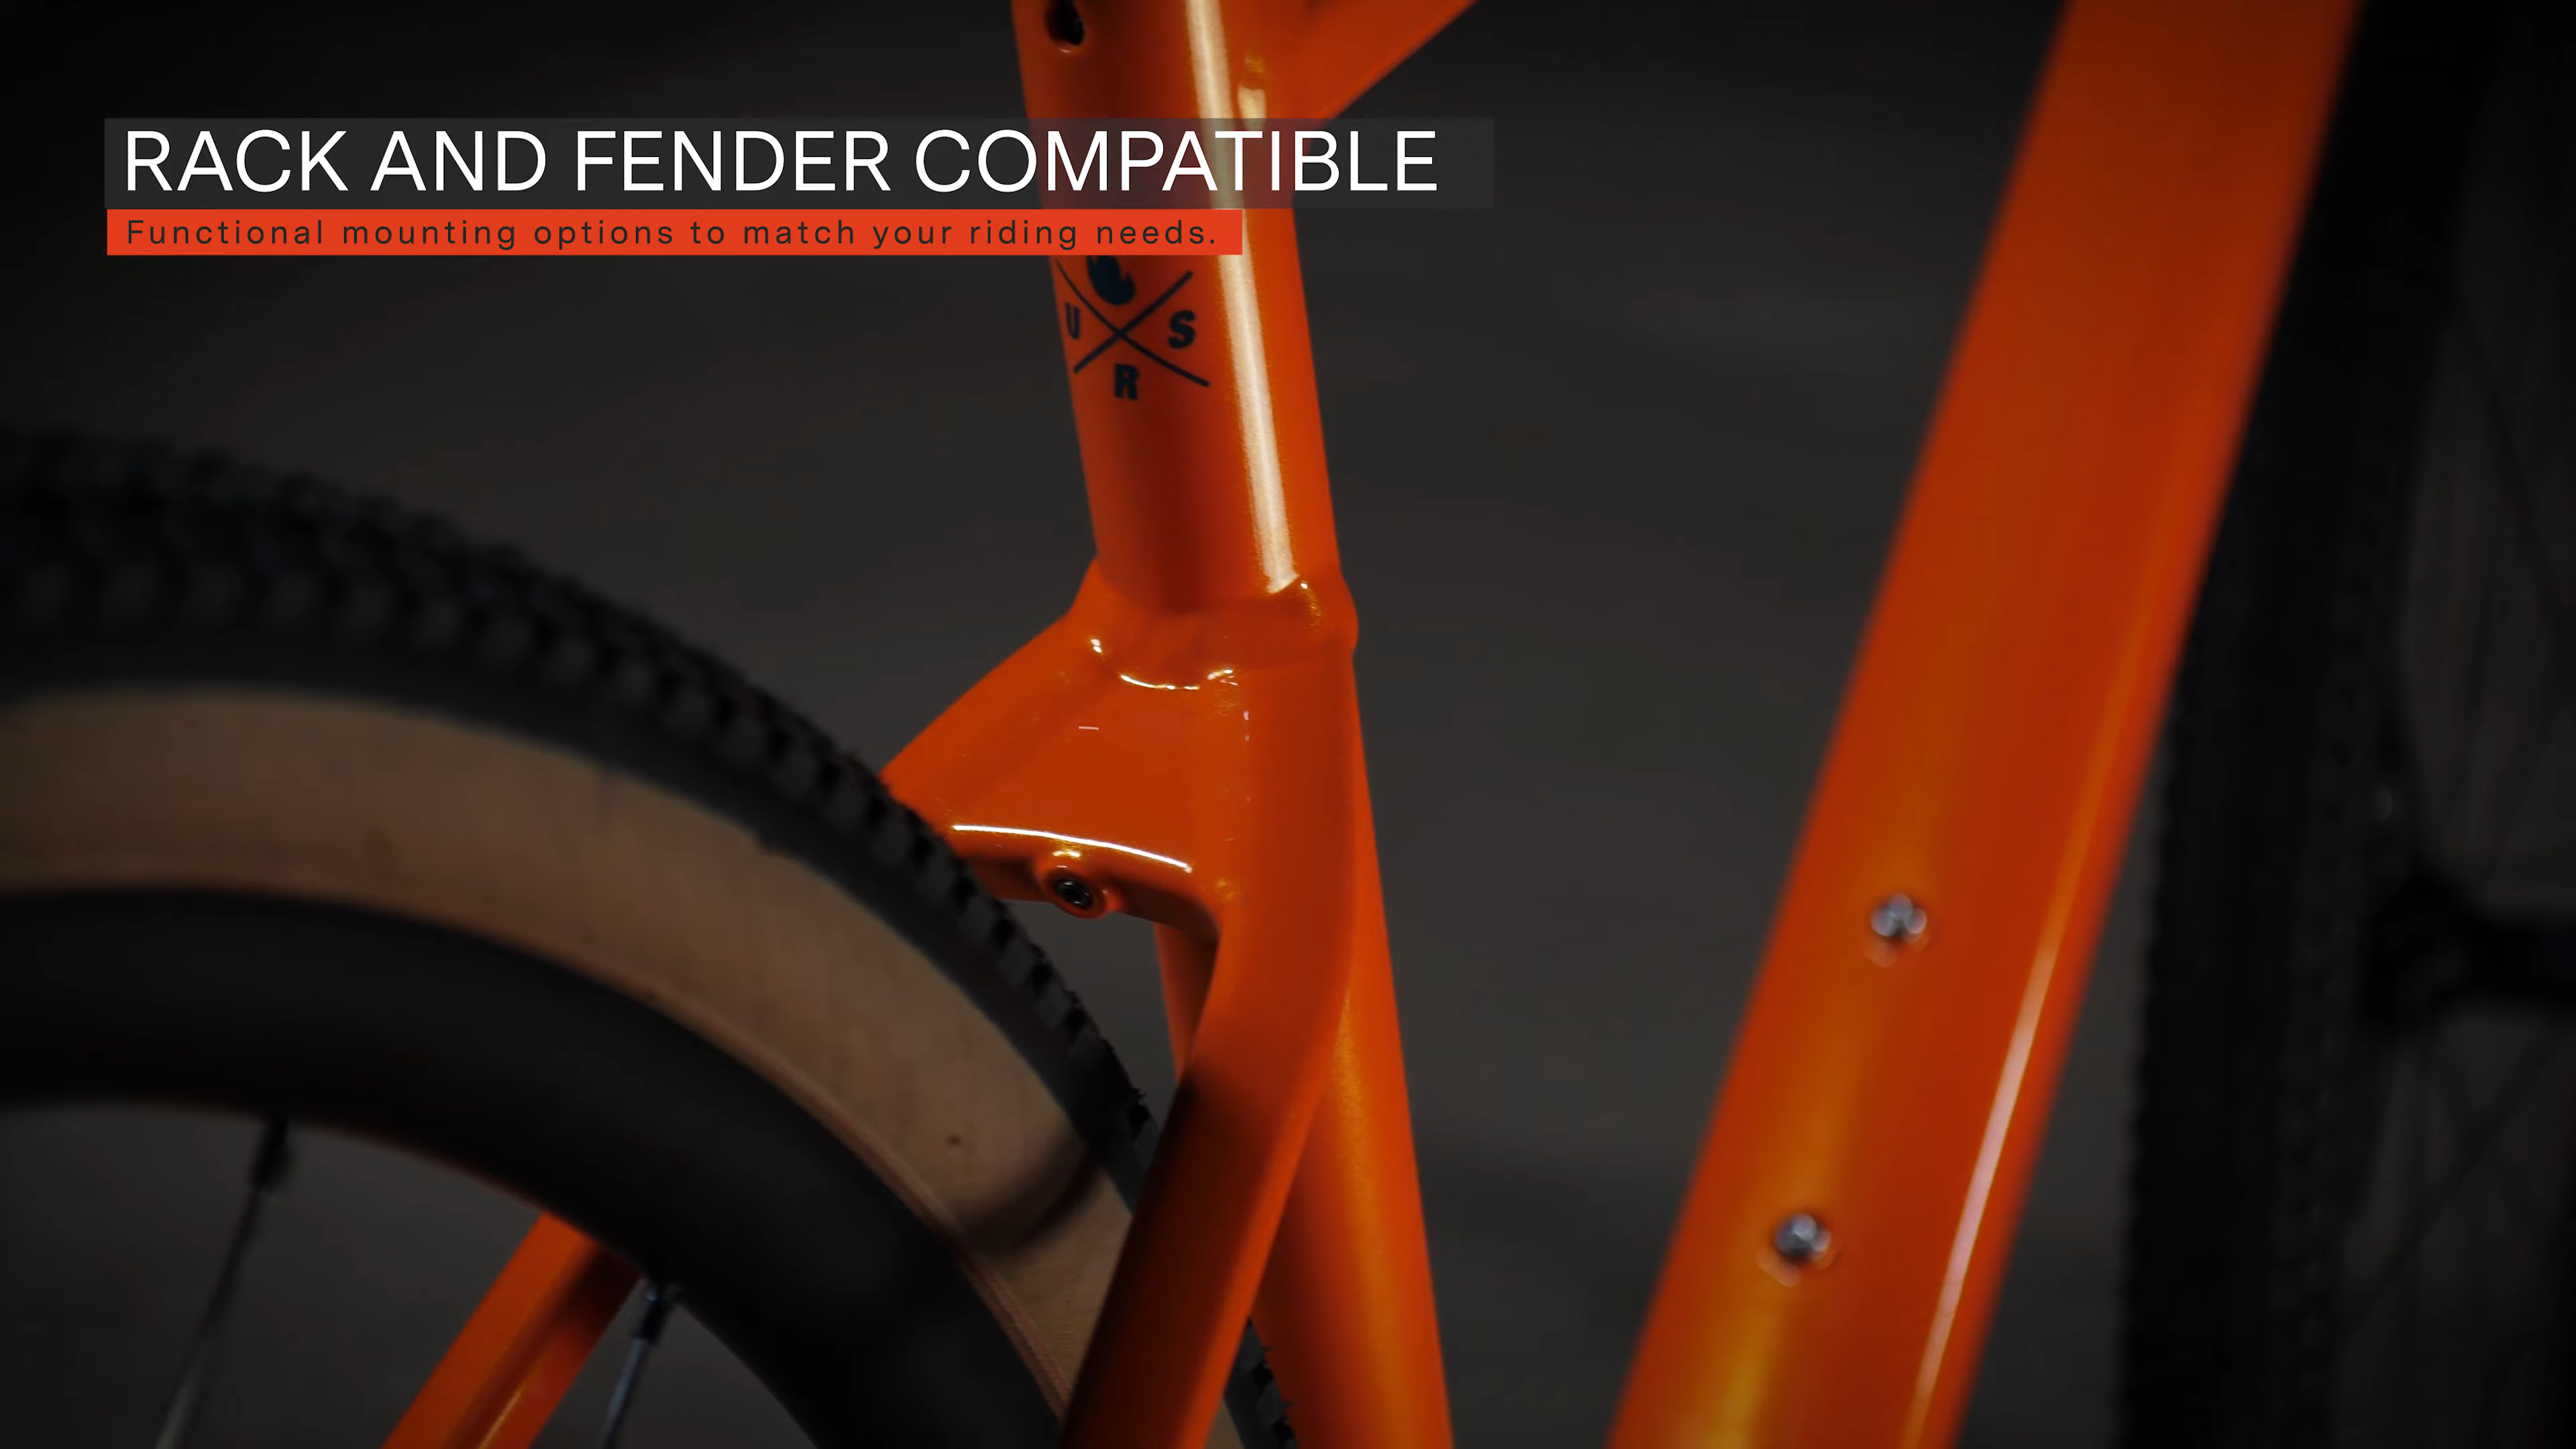 RACK AND FENDER COMPATIBLE
Functional mounting options to match your riding needs.
U S
R